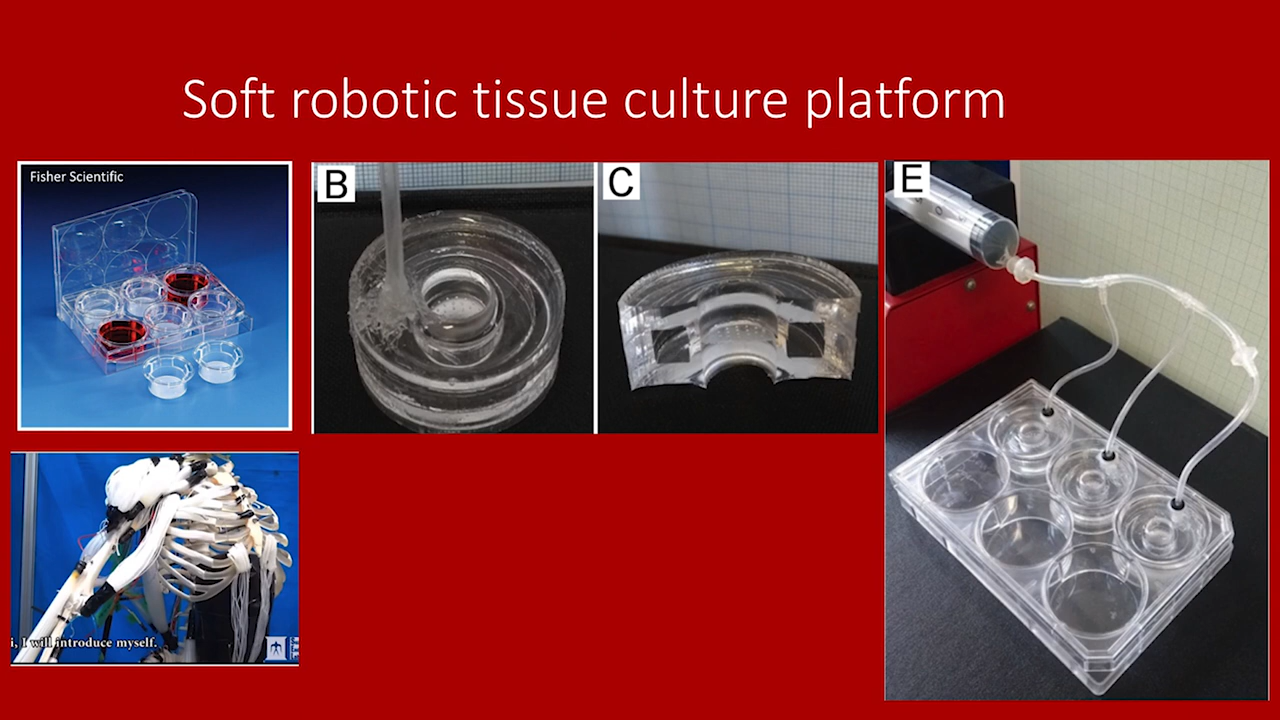 Soft robotic tissue culture platform
Fisher Scientific
B
C
E
i, I will introduce myself.